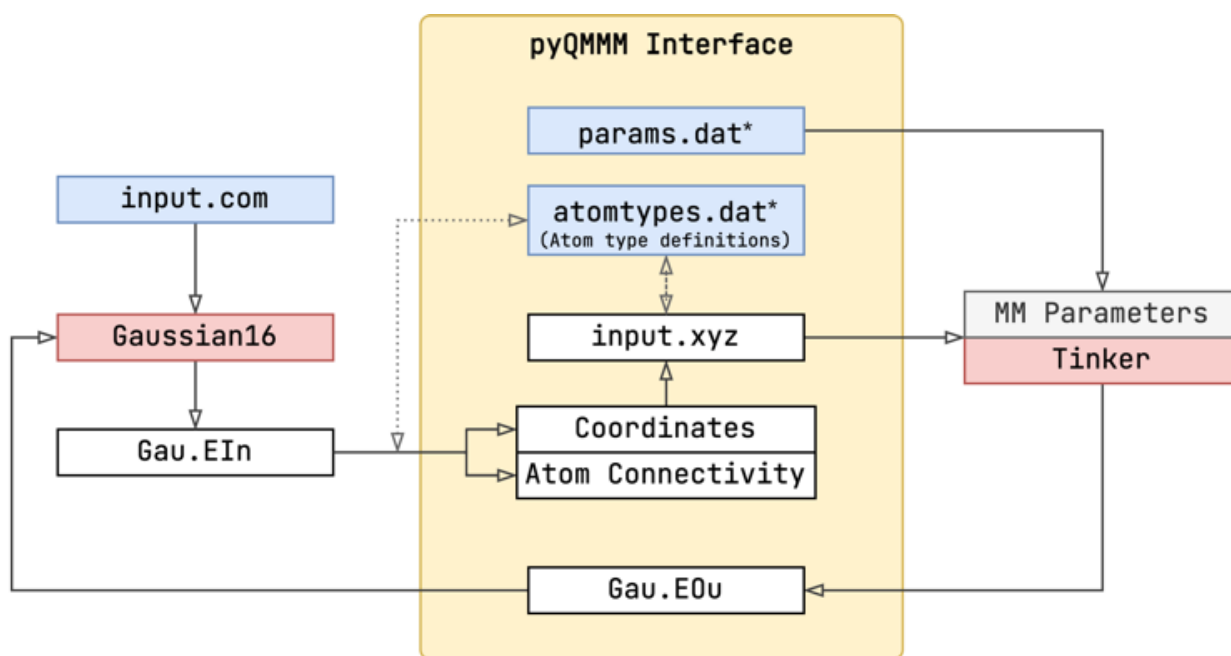 pyQMMM Interface
params.dat*
input.com
atomtypes.dat*
(Atom type definitions)
Gaussian16
input.xyz
MM Parameters
Tinker
Gau.EIn
Coordinates
Atom Connectivity
Gau.EOu